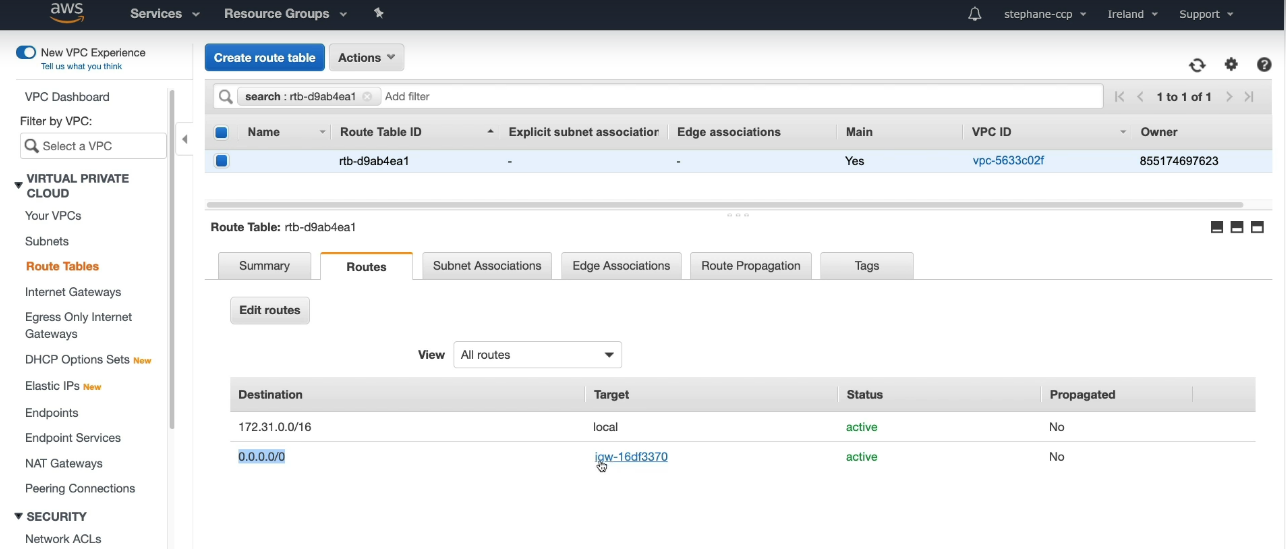 aws Services Resource Groups stephane-ccp Ireland Support
New VPC Experience
Tell us what you think
VPC Dashboard
Filter by VPC:
Select a VPC
VIRTUAL PRIVATE
CLOUD
Your VPCs
Subnets
Route Tables
Internet Gateways
Egress Only Internet
Gateways
DHCP Options Sets New
Elastic IPs New
Endpoints
Endpoint Services
NAT Gateways
Peering Connections
SECURITY
Network ACLs
Create route table Actions
search : rtb-d9ab4ea1 Add filter 1 to 1 of 1
Name Route Table ID Explicit subnet association Edge associations Main VPC ID Owner
rtb-d9ab4ea1 - - Yes vpc-5633c02f 855174697623
Route Table: rtb-d9ab4ea1
Summary Routes Subnet Associations Edge Associations Route Propagation Tags
Edit routes
View All routes
Destination Target Status Propagated
172.31.0.0/16 local active No
0.0.0.0/0 igw-16df3370 active No